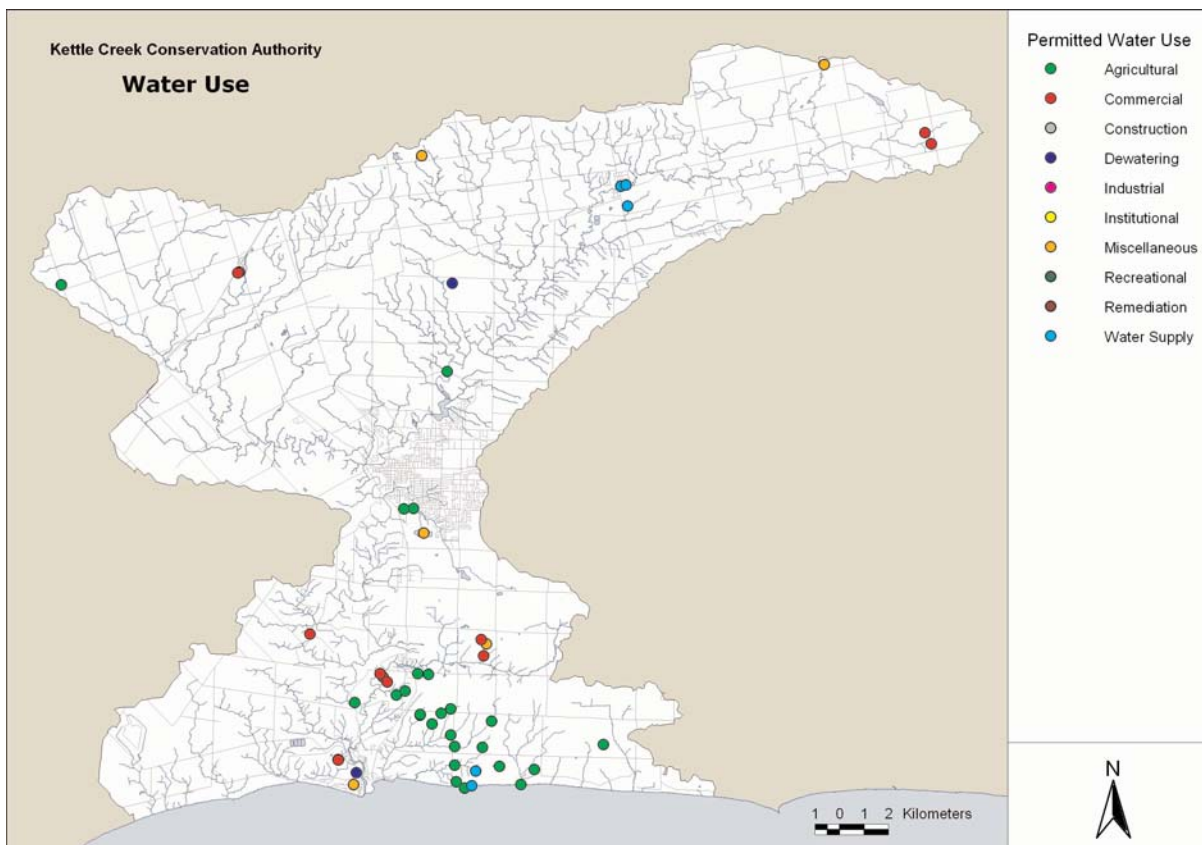 Kettle Creek Conservation Authority
Water Use
Permitted Water Use
Agricultural
Commercial
Construction
Dewatering
Industrial
Institutional
Miscellaneous
Recreational
Remediation
Water Supply
1 0 1 2 Kilometers
N